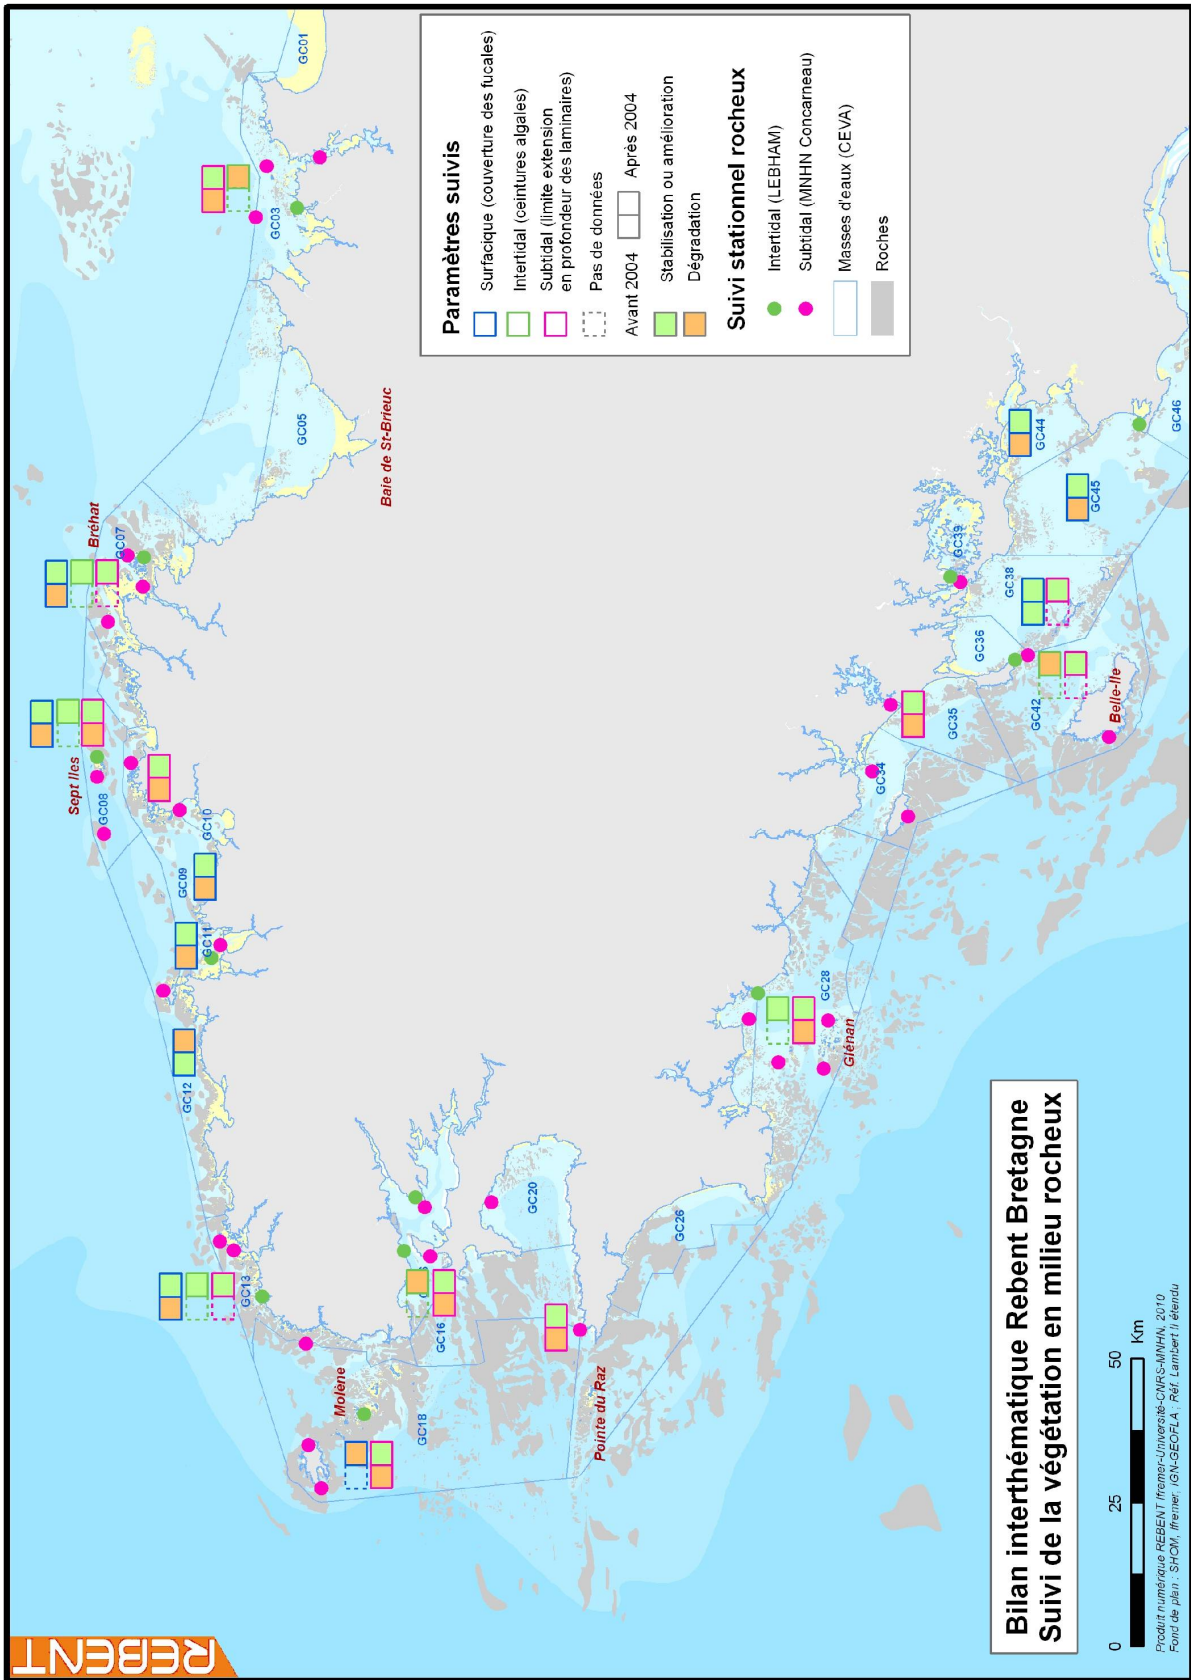 REBENT
Bilan interthématique Rebent Bretagne
Suivi de la végétation en milieu rocheux
0
25
50
Km
Produit numérique REBENT Ifremer-Université-CNRS-MNHN, 2010
Fond de plan : SHOM, Ifremer, IGN-GEOFLA ; Réf. Lambert II étendu
Paramètres suivis
Surfacique (couverture des fucales)
Intertidal (ceintures algales)
Subtidal (limite extension
en profondeur des laminaires)
Pas de données
Avant 2004
Après 2004
Stabilisation ou amélioration
Dégradation
Suivi stationnel rocheux
Intertidal (LEBHAM)
Subtidal (MNHN Concarneau)
Masses d'eaux (CEVA)
Roches
GC01
GC03
GC05
Baie de St-Brieuc
Bréhat
GC07
Sept Iles
GC08
GC10
GC09
GC11
GC12
GC13
Molène
GC18
GC16
GC20
Pointe du Raz
GC26
Glénan
GC28
GC34
GC35
GC36
GC38
GC39
GC42
Belle-Ile
GC44
GC45
GC46